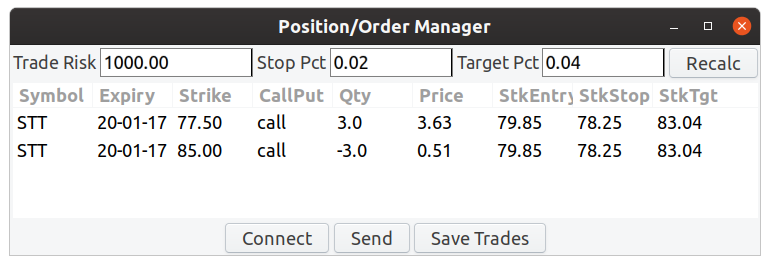 Position/Order Manager
Trade Risk 1000.00 Stop Pct 0.02 Target Pct 0.04 Recalc
Symbol Expiry Strike CallPut Qty Price StkEntry StkStop StkTgt
STT 20-01-17 77.50 call 3.0 3.63 79.85 78.25 83.04
STT 20-01-17 85.00 call -3.0 0.51 79.85 78.25 83.04
Connect Send Save Trades